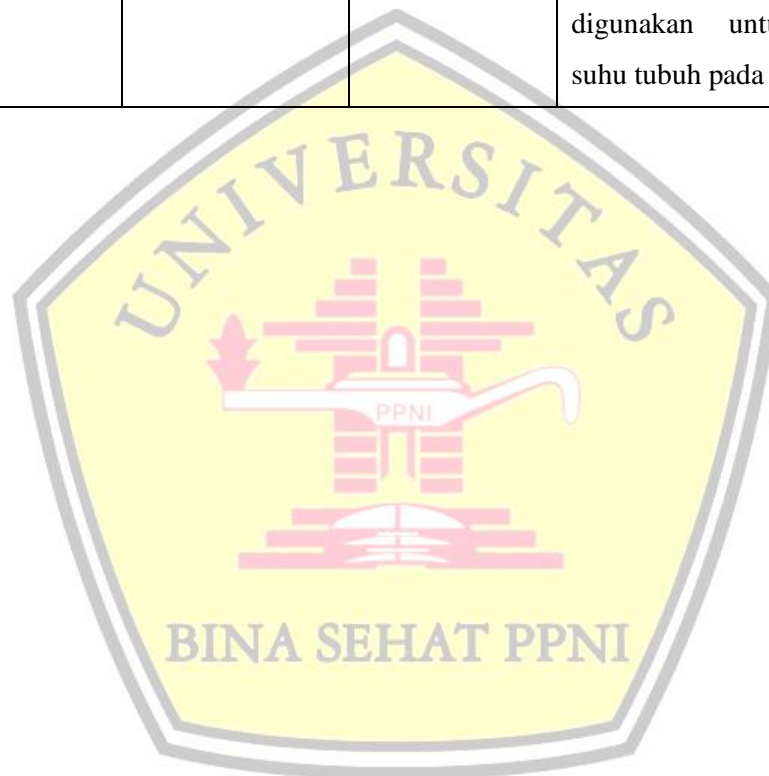 digunakan
suhu tubuh pada
UNIVERSITAS
PPNI
BINA SEHAT PPNI